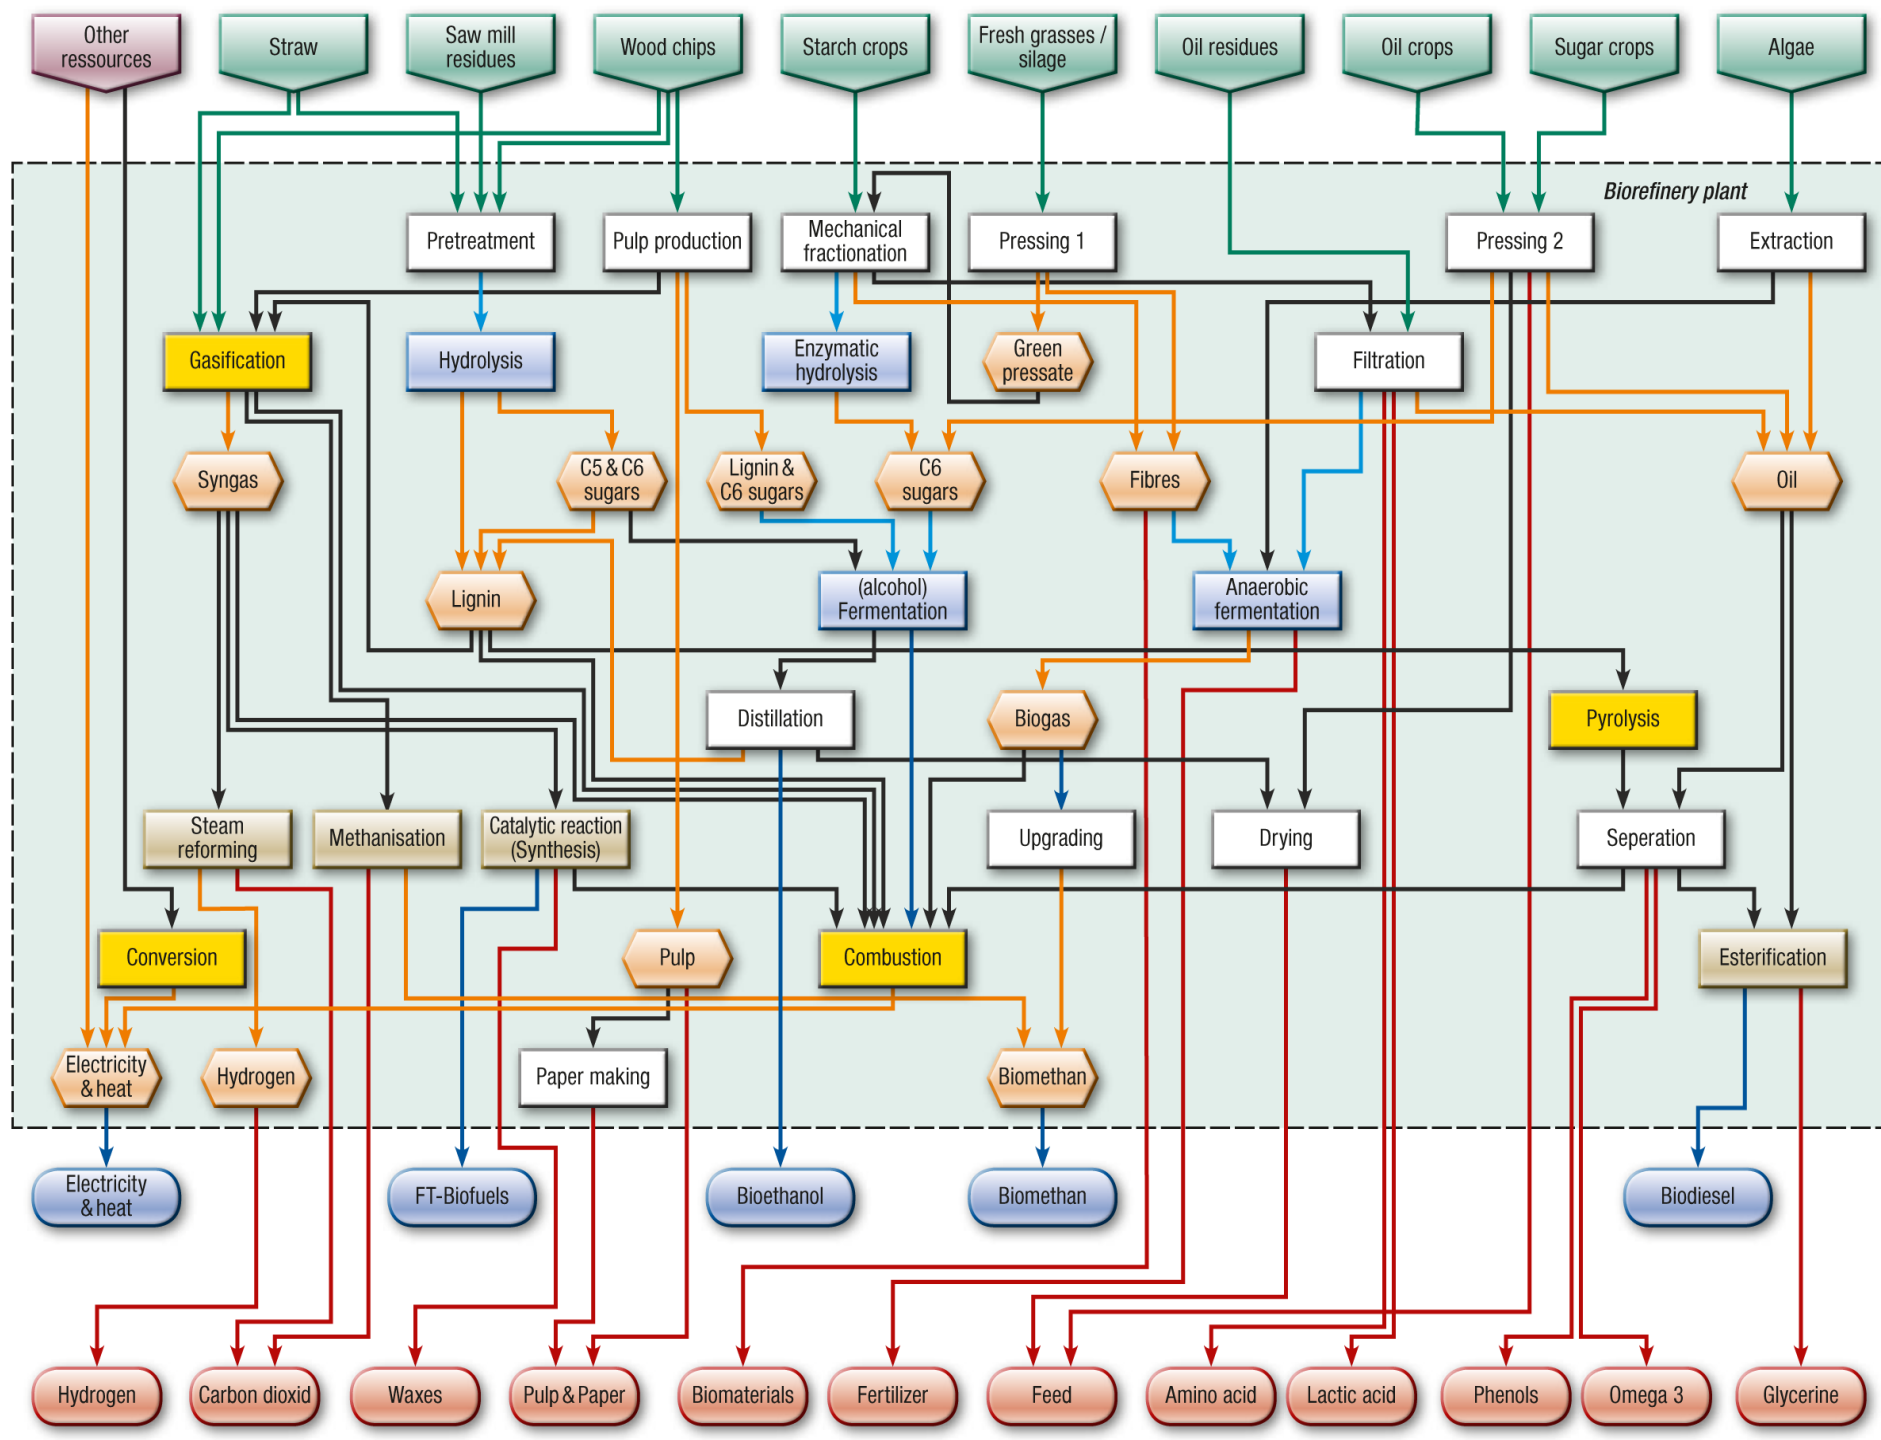 Other
ressources
Straw
Saw mill
residues
Wood chips
Starch crops
Fresh grasses /
silage
Oil residues
Oil crops
Sugar crops
Algae
Biorefinery plant
Pretreatment
Pulp production
Mechanical
fractionation
Pressing 1
Pressing 2
Extraction
Gasification
Hydrolysis
Enzymatic
hydrolysis
Green
pressate
Filtration
Syngas
C5 & C6
sugars
Lignin &
C6 sugars
C6
sugars
Fibres
Oil
Lignin
(alcohol)
Fermentation
Anaerobic
fermentation
Distillation
Biogas
Pyrolysis
Steam
reforming
Methanisation
Catalytic reaction
(Synthesis)
Upgrading
Drying
Seperation
Conversion
Pulp
Combustion
Esterification
Electricity
& heat
Hydrogen
Paper making
Biomethan
Electricity
& heat
FT-Biofuels
Bioethanol
Biomethan
Biodiesel
Hydrogen
Carbon dioxid
Waxes
Pulp & Paper
Biomaterials
Fertilizer
Feed
Amino acid
Lactic acid
Phenols
Omega 3
Glycerine